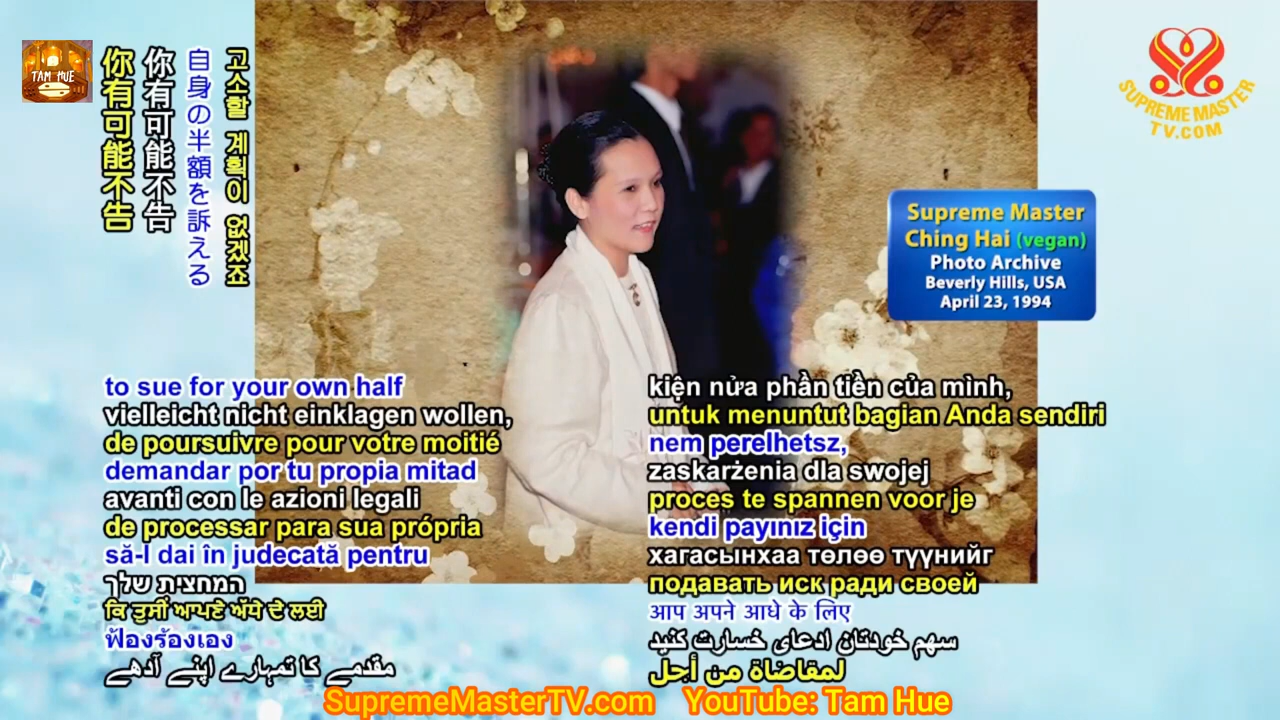 TAM HUE
你有可能不告
你有可能不告
自身の半額を訴える
고소할 계획이 없겠죠
SUPREME MASTER
TV.COM
Supreme Master
Ching Hai (vegan)
Photo Archive
Beverly Hills, USA
April 23, 1994
to sue for your own half
vielleicht nicht einklagen wollen,
de poursuivre pour votre moitié
demandar por tu propia mitad
avanti con le azioni legali
de processar para sua própria
să-l dai în judecată pentru
המחצית שלך
ਕਿ ਤੁਸੀਂ ਆਪਣੇ ਅੱਧੇ ਦੇ ਲਈ
ฟ้องร้องเอง
مقدمے کا تمہارے اپنے آدھے
kiện nửa phần tiền của mình,
untuk menuntut bagian Anda sendiri
nem perelhetsz,
zaskarżenia dla swojej
proces te spannen voor je
kendi payınız için
хагасынхаа төлөө түүнийг
подавать иск ради своей
आप अपने आधे के लिए
سهم خودتان ادعای خسارت کنید
لمقاضاة من أجل
SupremeMasterTV.com YouTube: Tam Hue